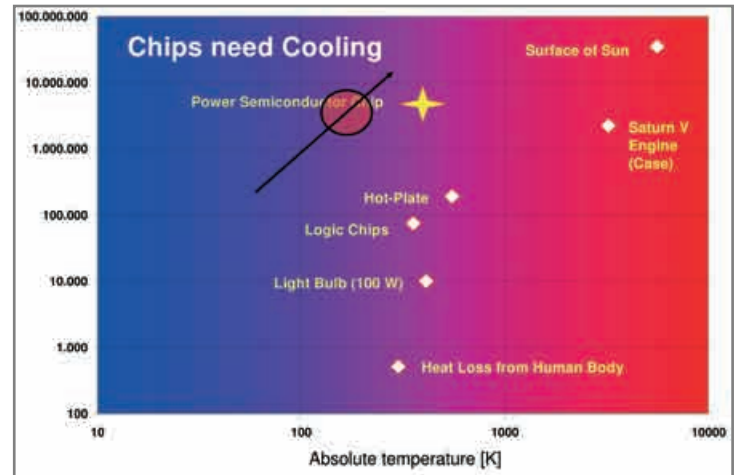 100.000.000
Chips need Cooling
Surface of Sun
10.000.000
Power Semiconductor Chip
Saturn V
Engine
(Case)
1.000.000
Hot-Plate
100.000
Logic Chips
Light Bulb (100 W)
10.000
1.000
Heat Loss from Human Body
100
10
100
1000
10000
Absolute temperature [K]